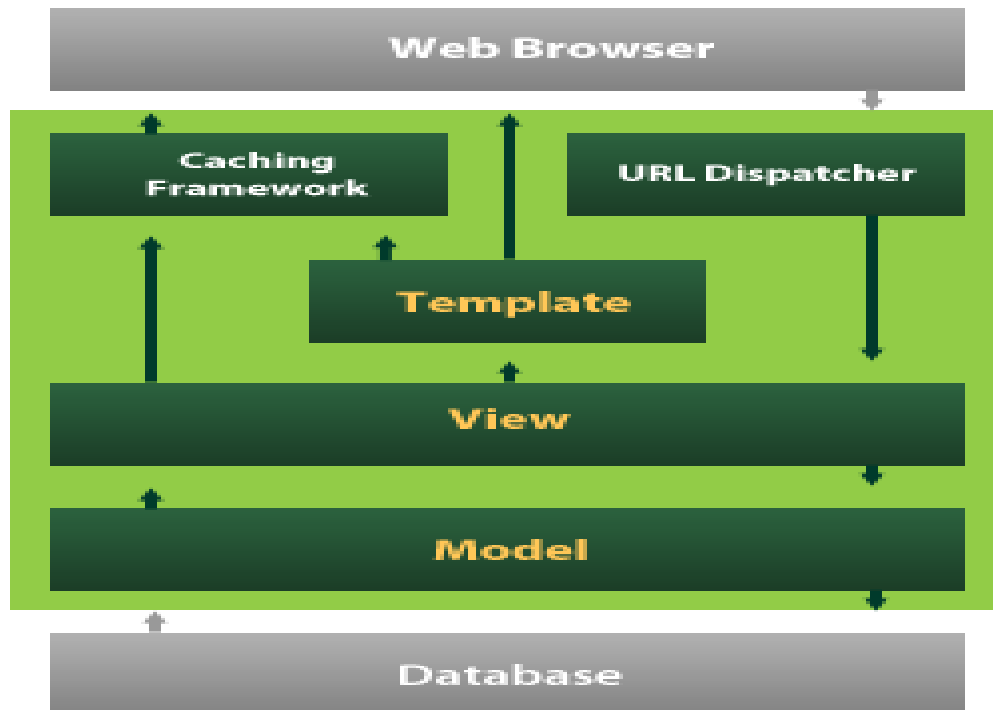 Web Browser
Caching
Framework
URL Dispatcher
Template
View
Model
Database